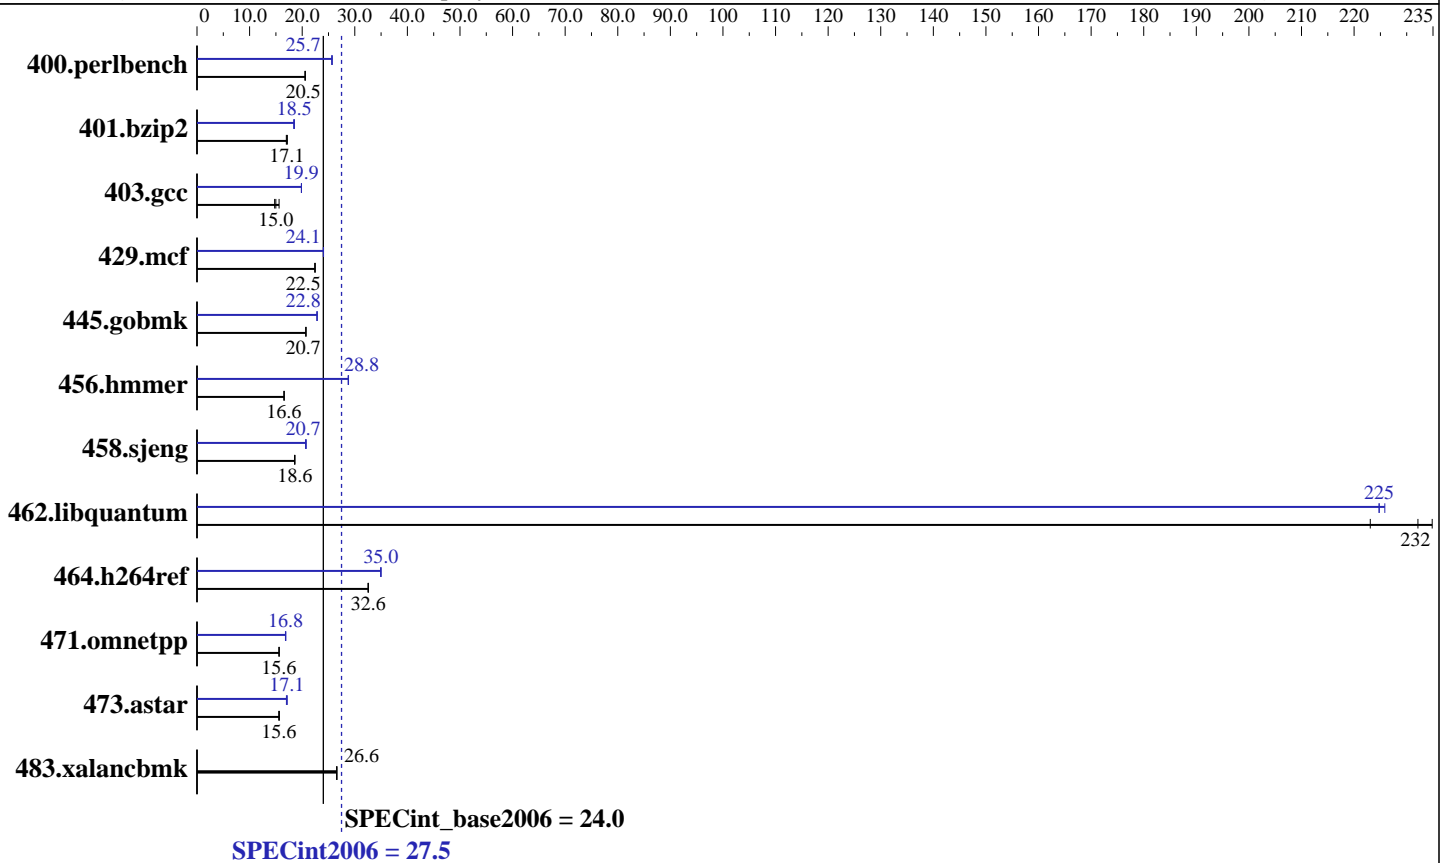 0 10.0 20.0 30.0 40.0 50.0 60.0 70.0 80.0 90.0 100 110 120 130 140 150 160 170 180 190 200 210 220 235
400.perlbench
25.7
20.5
401.bzip2
18.5
17.1
403.gcc
19.9
15.0
429.mcf
24.1
22.5
445.gobmk
22.8
20.7
456.hmmer
28.8
16.6
458.sjeng
20.7
18.6
462.libquantum
225
232
464.h264ref
35.0
32.6
471.omnetpp
16.8
15.6
473.astar
17.1
15.6
483.xalancbmk
26.6
SPECint_base2006 = 24.0
SPECint2006 = 27.5